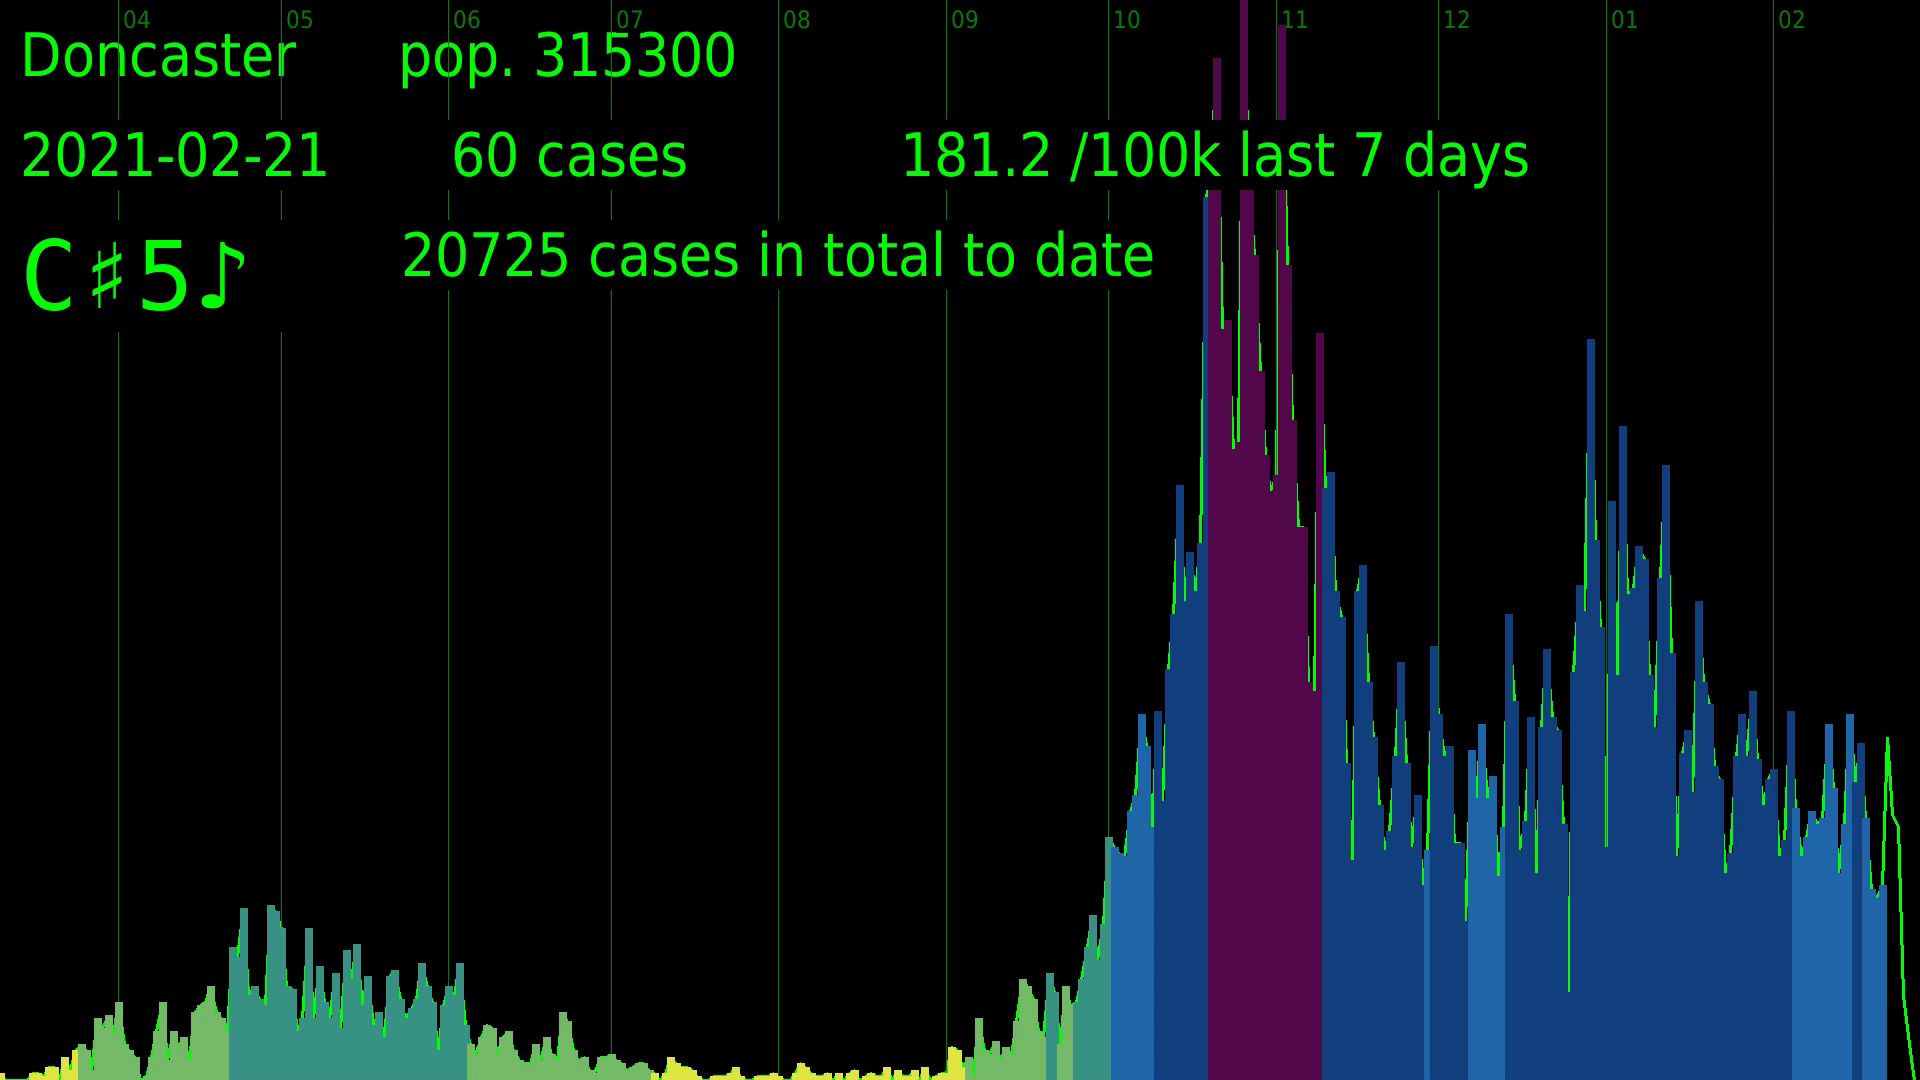 04 05 06 07 08 09 10 11 12 01 02
Doncaster pop. 315300
2021-02-21 60 cases 181.2 /100k last 7 days
C♯5♪ 20725 cases in total to date